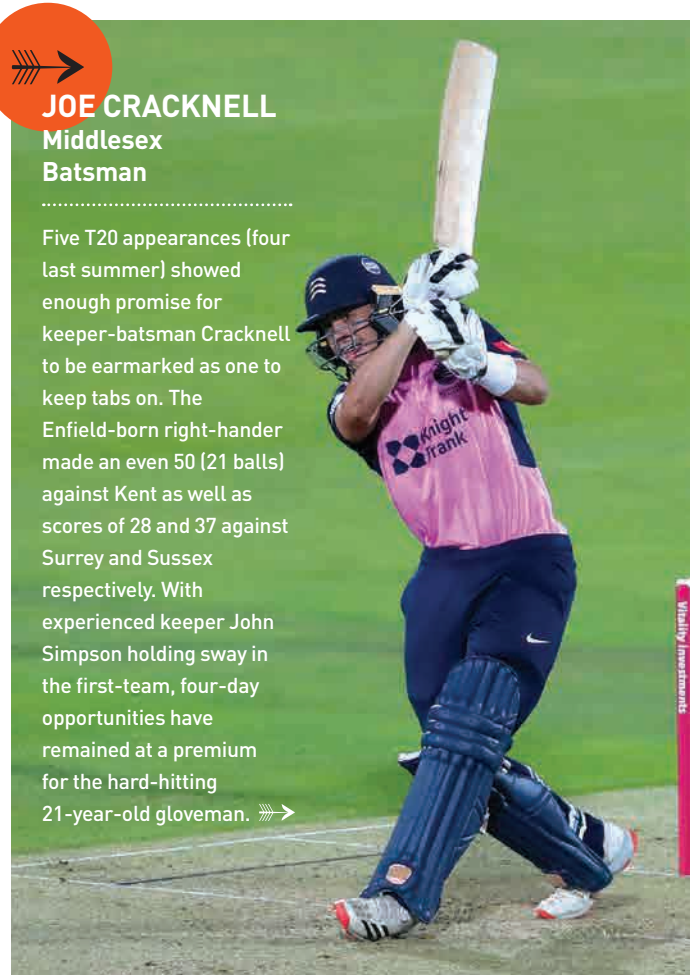 JOE CRACKNELL
Middlesex
Batsman
Five T20 appearances (four
last summer) showed
enough promise for
keeper-batsman Cracknell
to be earmarked as one to
keep tabs on. The
Enfield-born right-hander
made an even 50 (21 balls)
against Kent as well as
scores of 28 and 37 against
Surrey and Sussex
respectively. With
experienced keeper John
Simpson holding sway in
the first-team, four-day
opportunities have
remained at a premium
for the hard-hitting
21-year-old gloveman.
Knight
Frank
Vitality investments